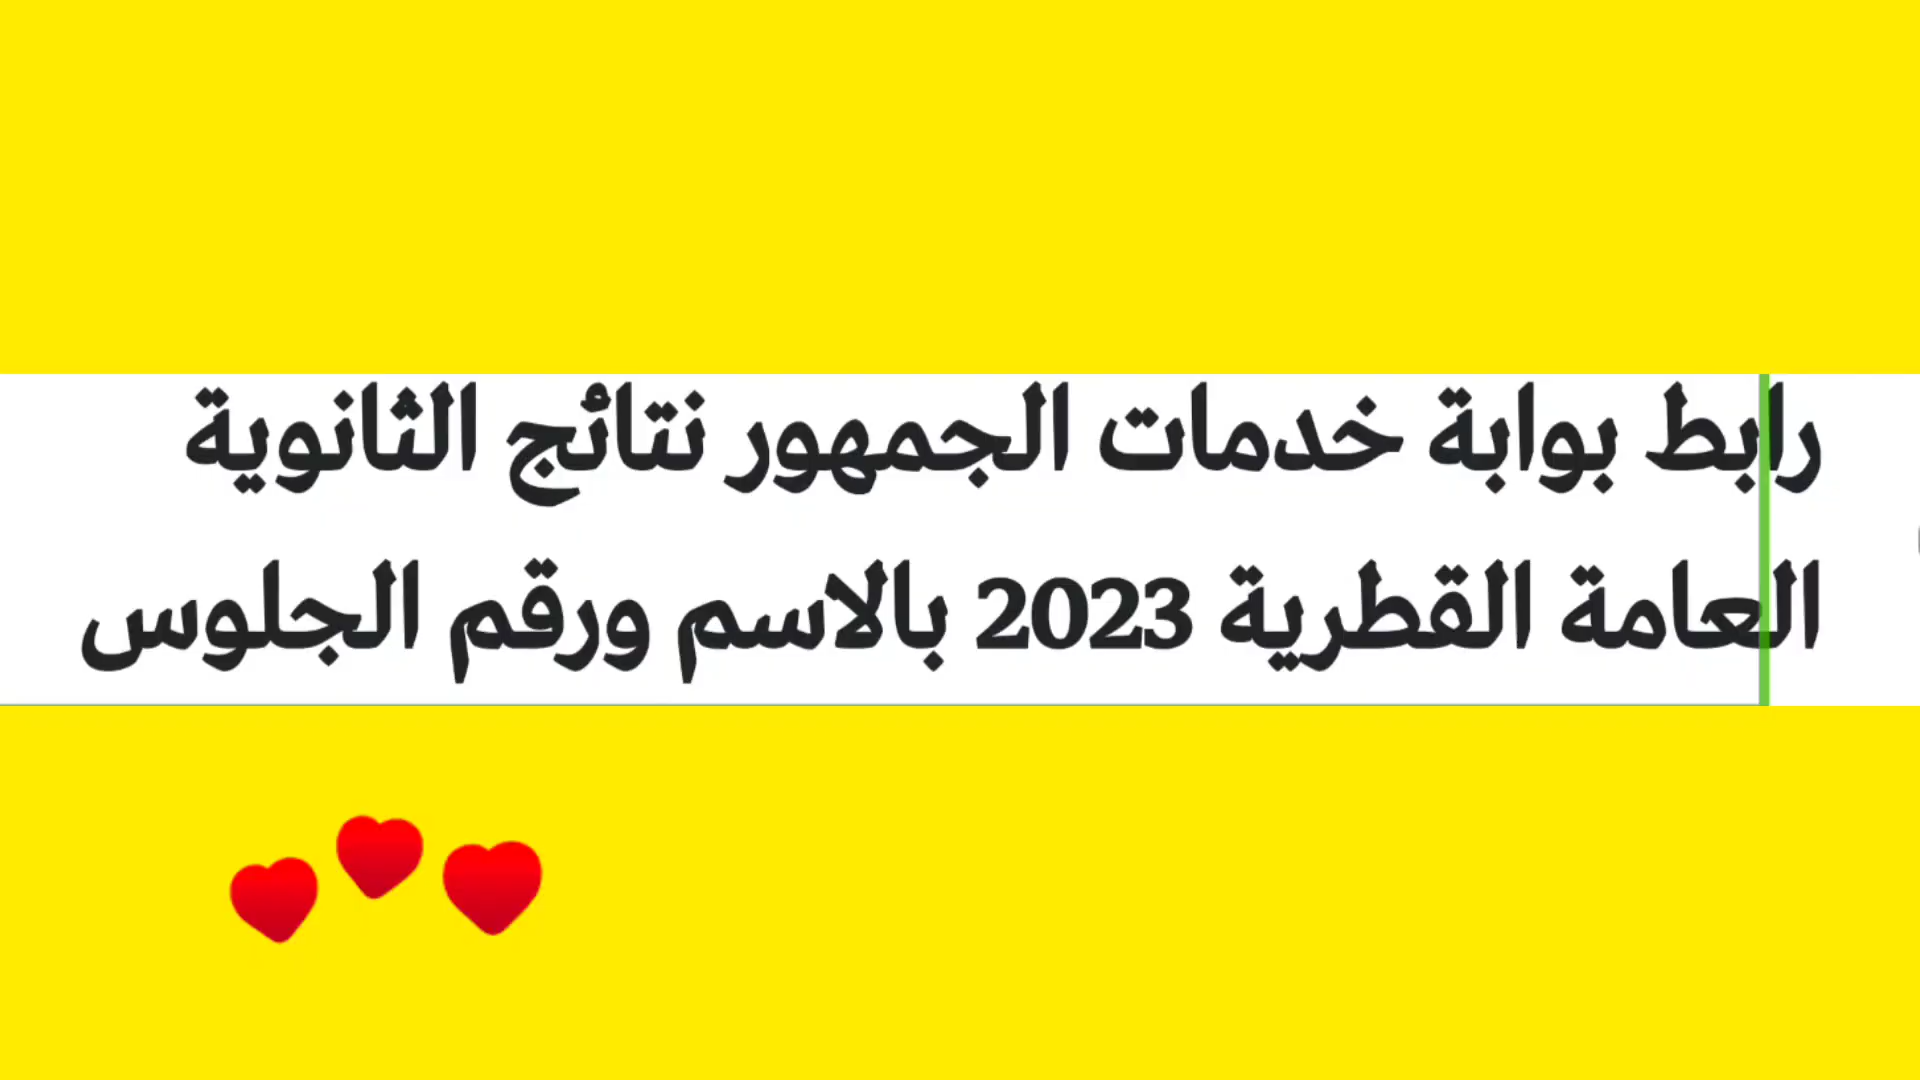 رابط بوابة خدمات الجمهور نتائج الثانوية
العامة القطرية 2023 بالاسم ورقم الجلوس